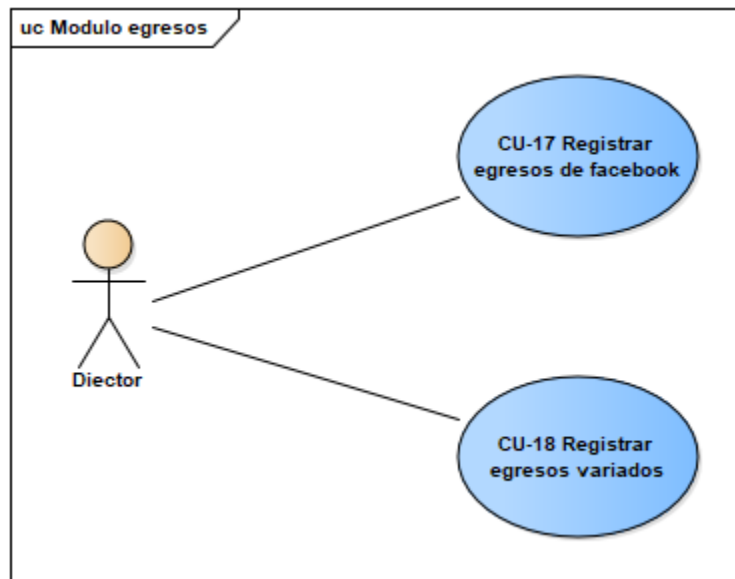 uc Modulo egresos
CU-17 Registrar
egresos de facebook
Diector
CU-18 Registrar
egresos variados